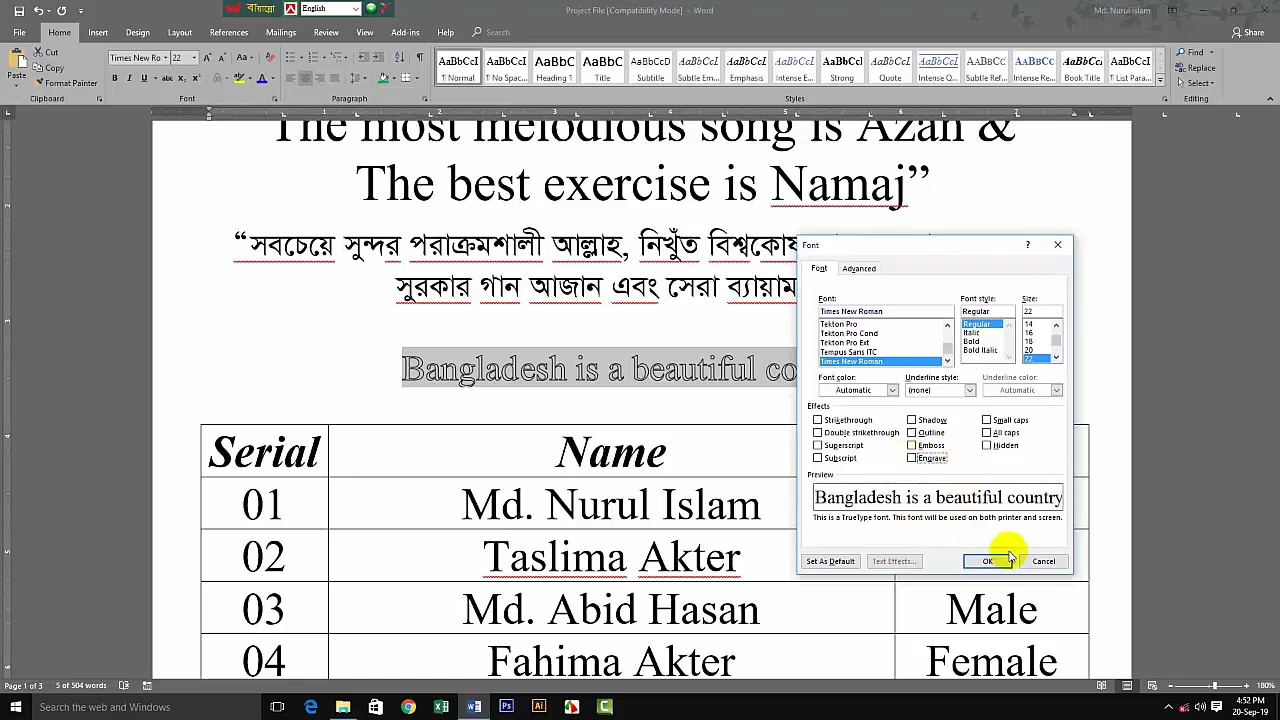 English
Project File [Compatibility Mode] - Word
Md. Nurul islam
File Home Insert Design Layout References Mailings Review View Add-ins Help Search Share
Paste
Cut
Copy
Format Painter
Clipboard
Times New Ro 22
Font
Paragraph
AaBbCcI AaBbCcI AaBbC AaBbC AaBbCcD AaBbCcI AaBbCcI AaBbCcI AaBbCcI AaBbCcI AaBbCcI AABBCCI AABBCCI AaBbCcI AaBbCcI
¶ Normal ¶ No Spac... Heading 1 Title Subtitle Subtle Em... Emphasis Intense E... Strong Quote Intense Q... Subtle Ref... Intense Re... Book Title ¶ List Para...
Styles
Find
Replace
Select
Editing
The most melodious song is Azan &
The best exercise is Namaj”
“সবচেয়ে সুন্দর পরাক্রমশালী আল্লাহ, নিখুঁত বিশ্বকোষ
সুরকার গান আজান এবং সেরা ব্যায়াম
Bangladesh is a beautiful co
Serial Name
01 Md. Nurul Islam
02 Taslima Akter
03 Md. Abid Hasan Male
04 Fahima Akter Female
Font
?
Font Advanced
Font: Font style: Size:
Times New Roman Regular 22
Tekton Pro Regular 14
Tekton Pro Cond Italic 16
Tekton Pro Ext Bold 18
Tempus Sans ITC Bold Italic 20
Times New Roman 22
Font color: Underline style: Underline color:
Automatic (none) Automatic
Effects
Strikethrough Shadow Small caps
Double strikethrough Outline All caps
Superscript Emboss Hidden
Subscript Engrave
Preview
Bangladesh is a beautiful country
This is a TrueType font. This font will be used on both printer and screen.
Set As Default Text Effects... OK Cancel
Page 1 of 3 5 of 504 words 180%
Search the web and Windows
4:52 PM
20-Sep-19